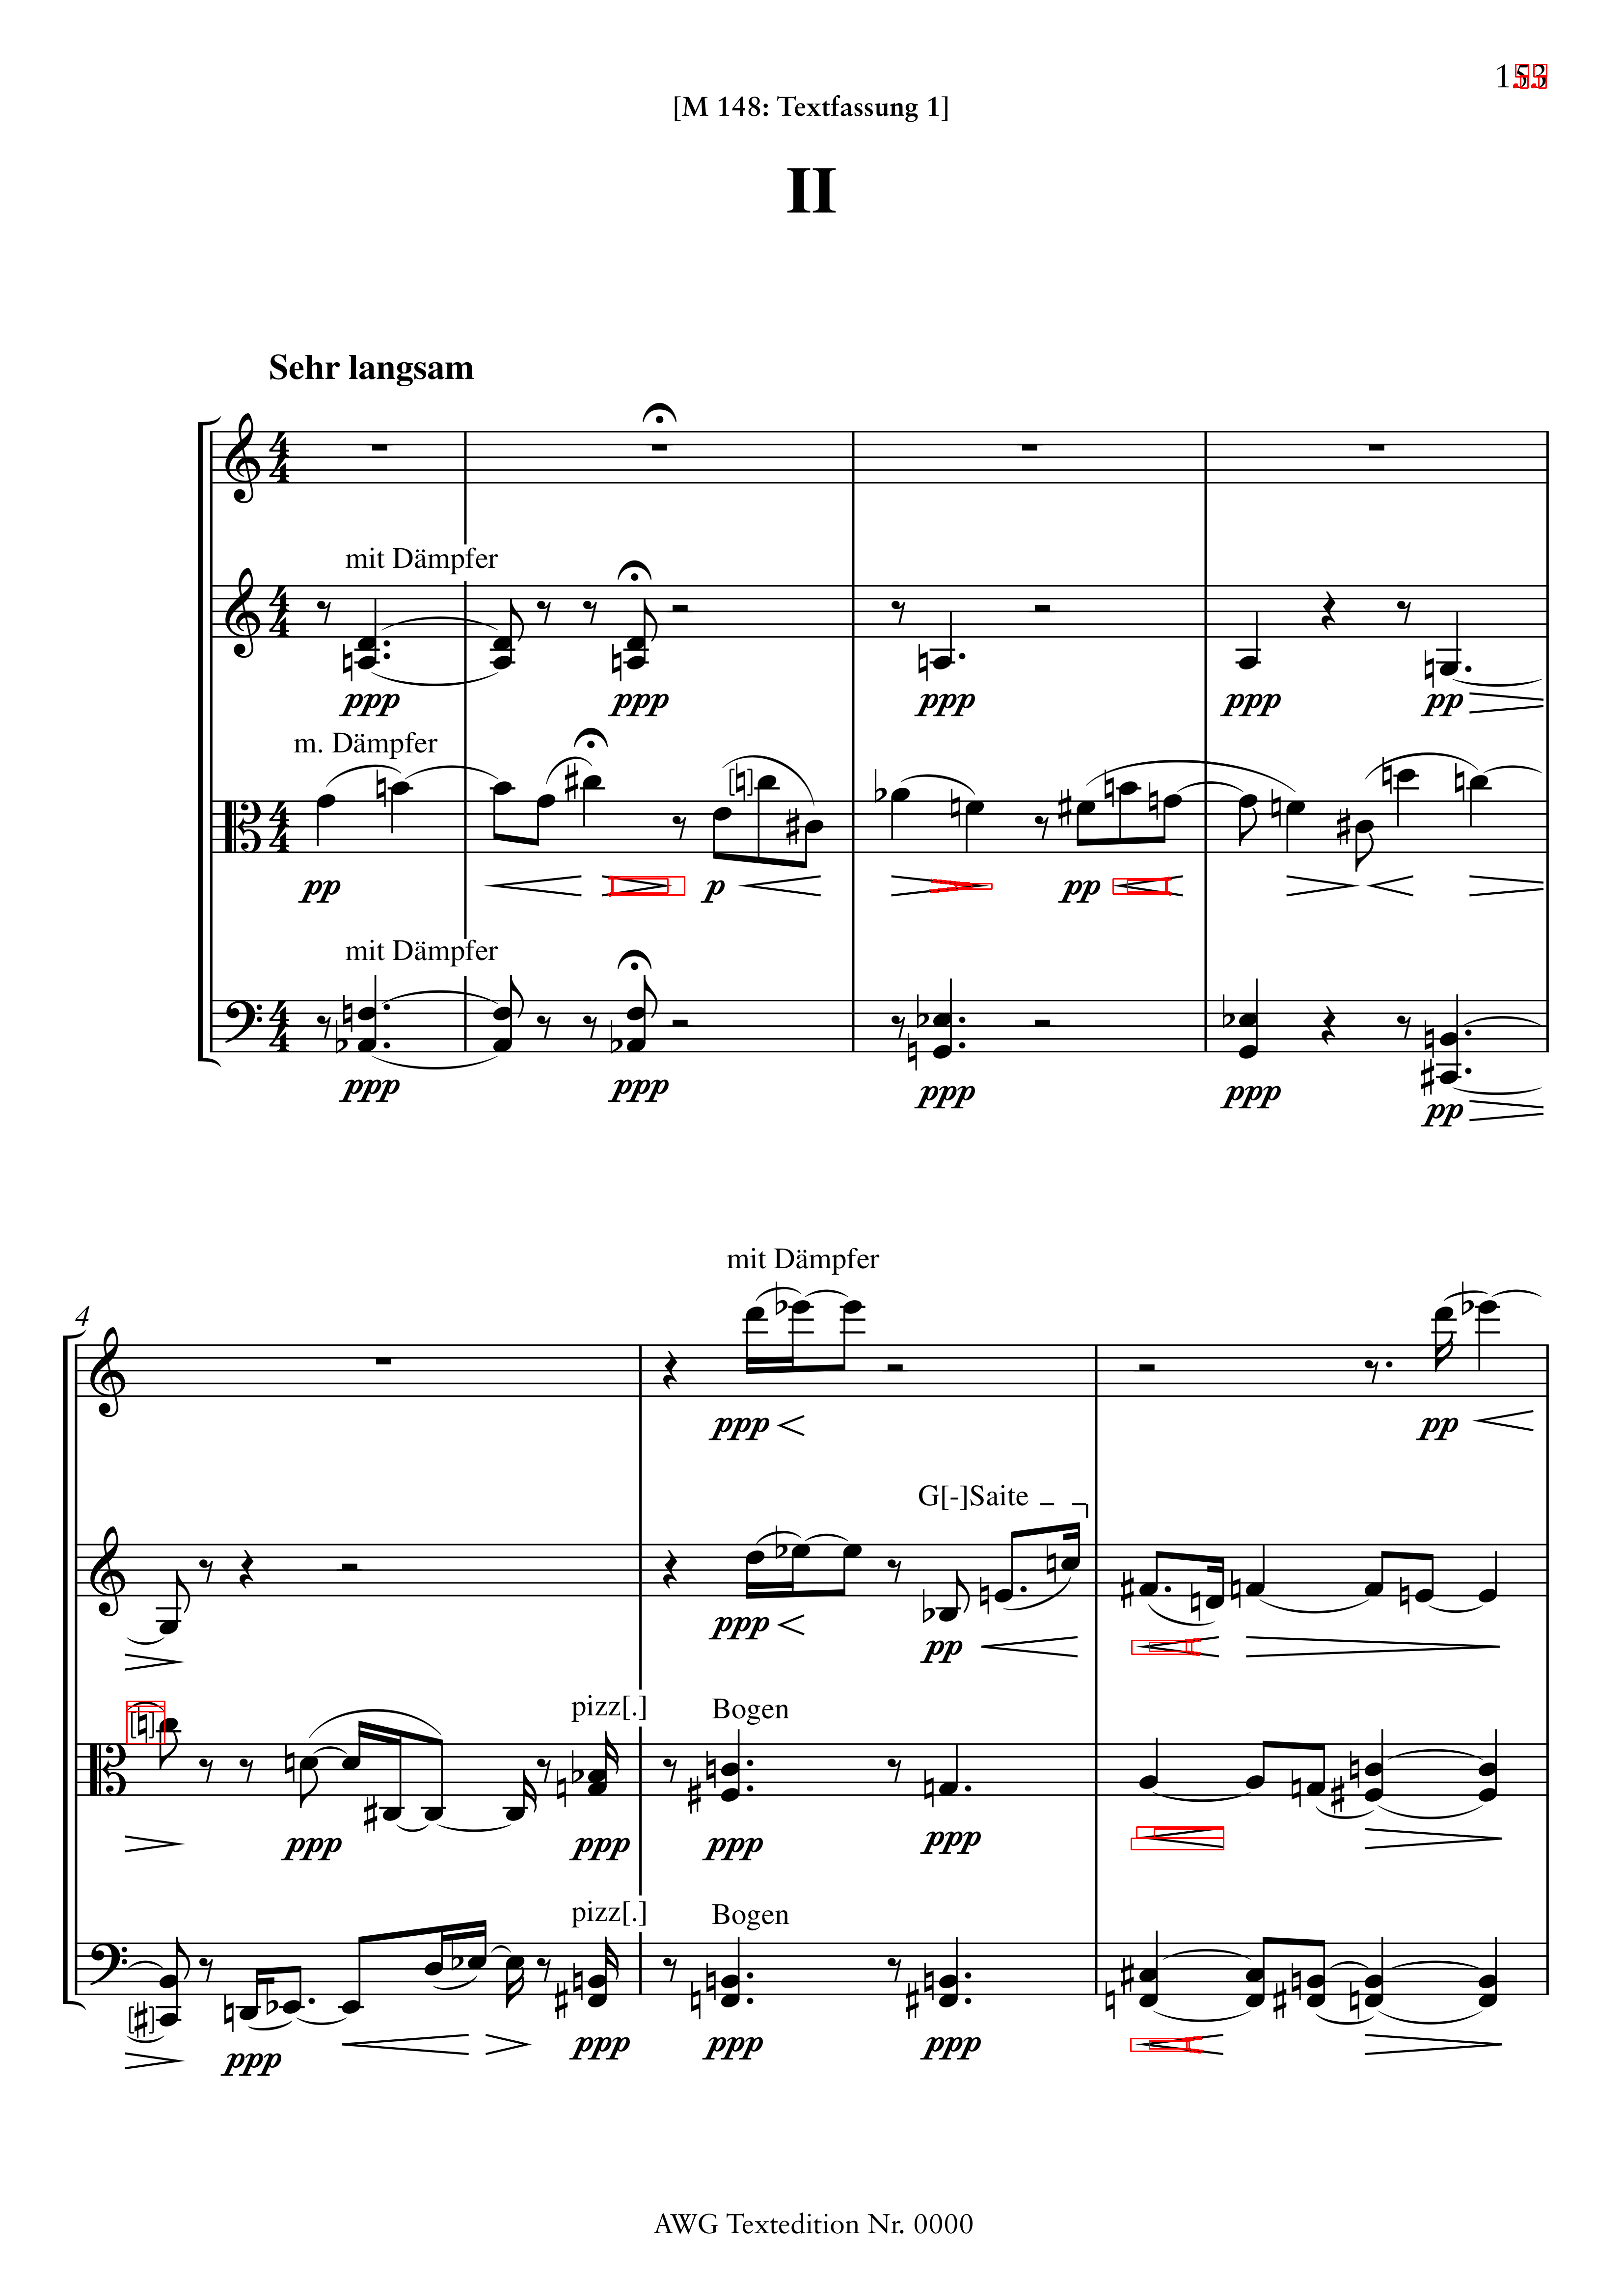 153
[M 148: Textfassung 1]
II
Sehr langsam
mit Dämpfer
ppp ppp ppp ppp pp
m. Dämpfer
pp p pp
mit Dämpfer
ppp ppp ppp ppp pp
mit Dämpfer
4
ppp pp
G[-]Saite
ppp pp
pizz[.] Bogen
ppp ppp ppp ppp
pizz[.] Bogen
ppp ppp ppp ppp
AWG Textedition Nr. 0000